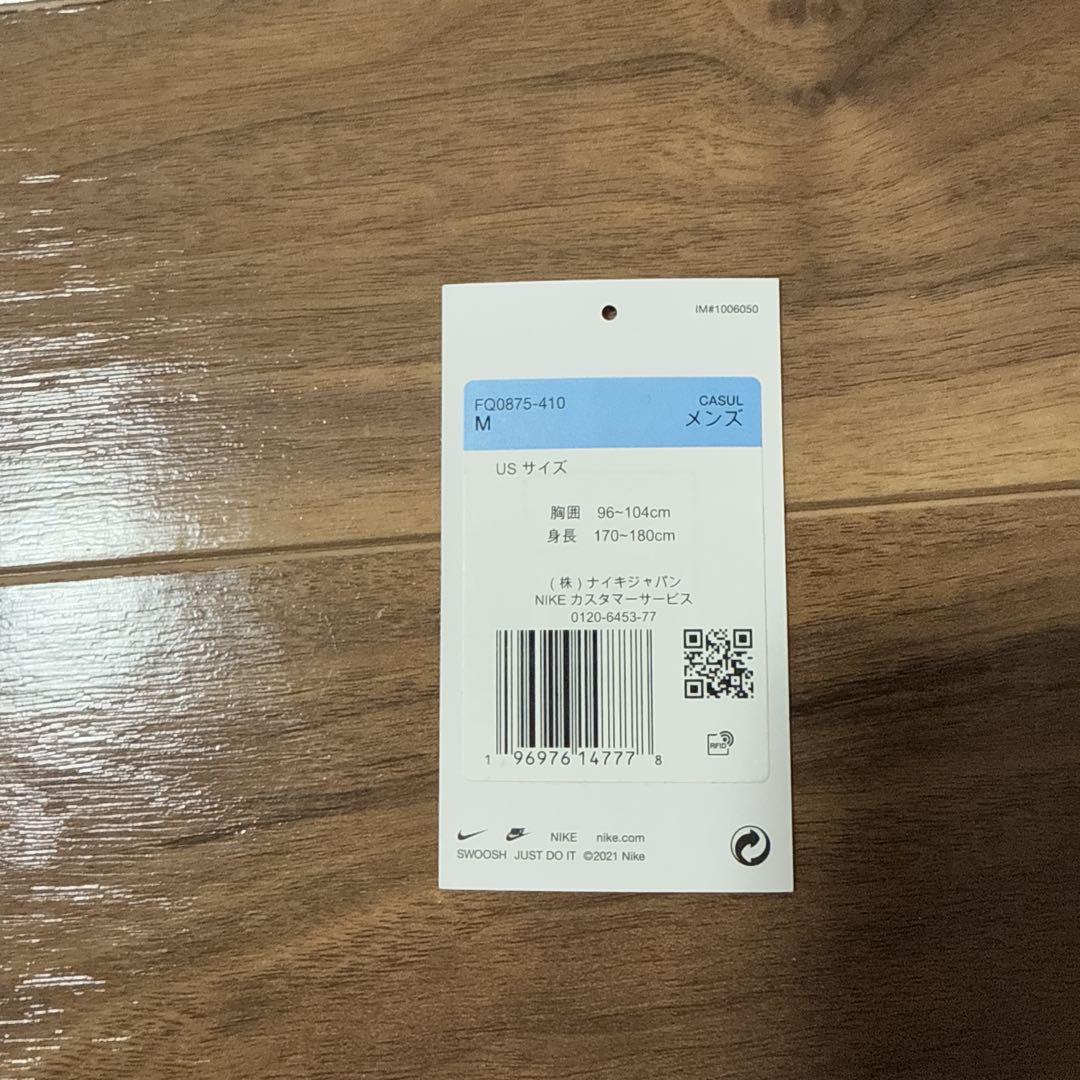 IM#1006050
FQ0875-410
CASUL
M
メンズ
US サイズ
胸囲 96~104cm
身長 170~180cm
(株)ナイキジャパン
NIKE カスタマーサービス
0120-6453-77
RFID
1 96976 14777 8
NIKE nike.com
SWOOSH JUST DO IT ©2021 Nike